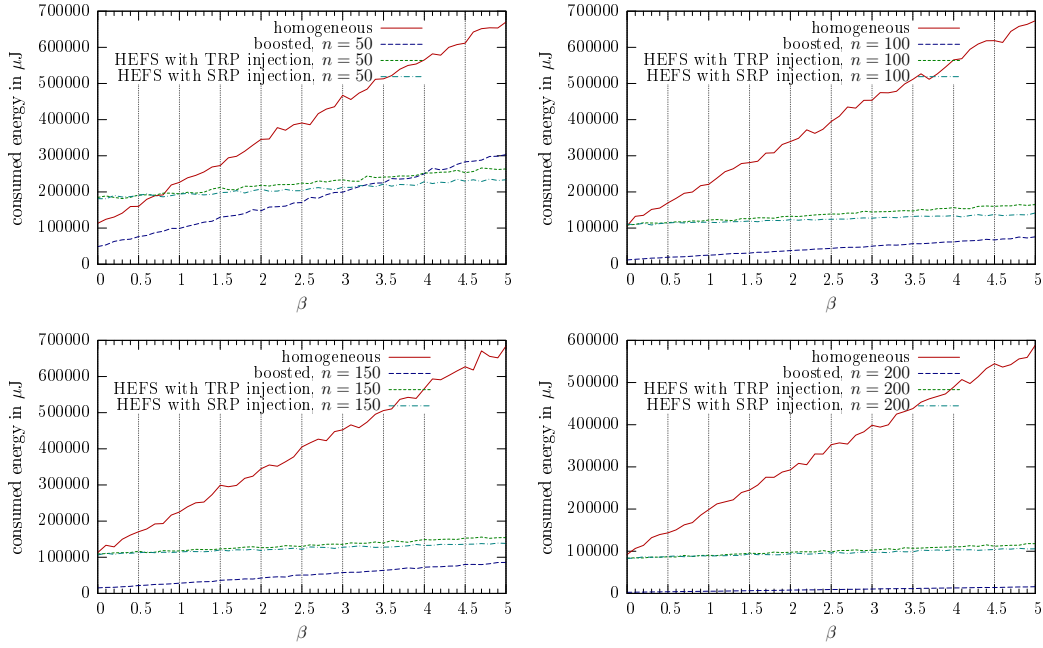 700000
600000
500000
400000
300000
200000
100000
0
consumed energy in μJ
homogeneous
boosted, n = 50
HEFS with TRP injection, n = 50
HEFS with SRP injection, n = 50
0 0.5 1 1.5 2 2.5 3 3.5 4 4.5 5
β
700000
600000
500000
400000
300000
200000
100000
0
consumed energy in μJ
homogeneous
boosted, n = 100
HEFS with TRP injection, n = 100
HEFS with SRP injection, n = 100
0 0.5 1 1.5 2 2.5 3 3.5 4 4.5 5
β
700000
600000
500000
400000
300000
200000
100000
0
consumed energy in μJ
homogeneous
boosted, n = 150
HEFS with TRP injection, n = 150
HEFS with SRP injection, n = 150
0 0.5 1 1.5 2 2.5 3 3.5 4 4.5 5
β
600000
500000
400000
300000
200000
100000
0
consumed energy in μJ
homogeneous
boosted, n = 200
HEFS with TRP injection, n = 200
HEFS with SRP injection, n = 200
0 0.5 1 1.5 2 2.5 3 3.5 4 4.5 5
β